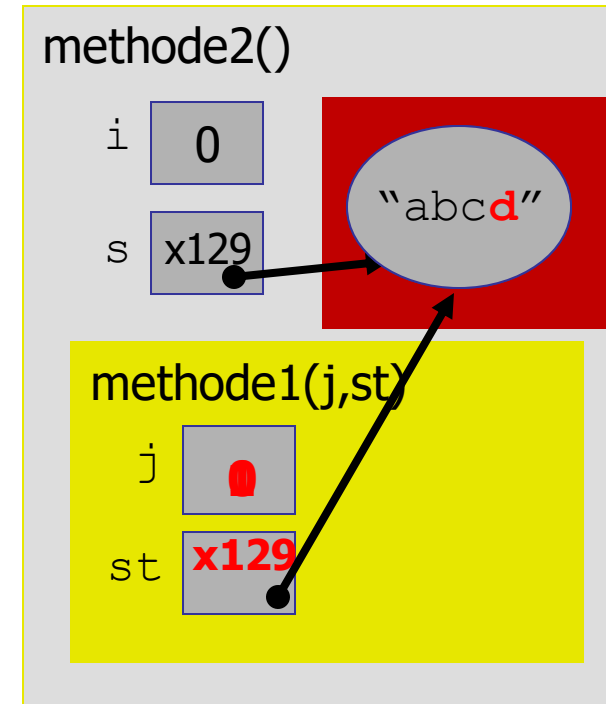 methode2()
i 0
“abcd”
s x129
methode1(j,st)
j
st x129